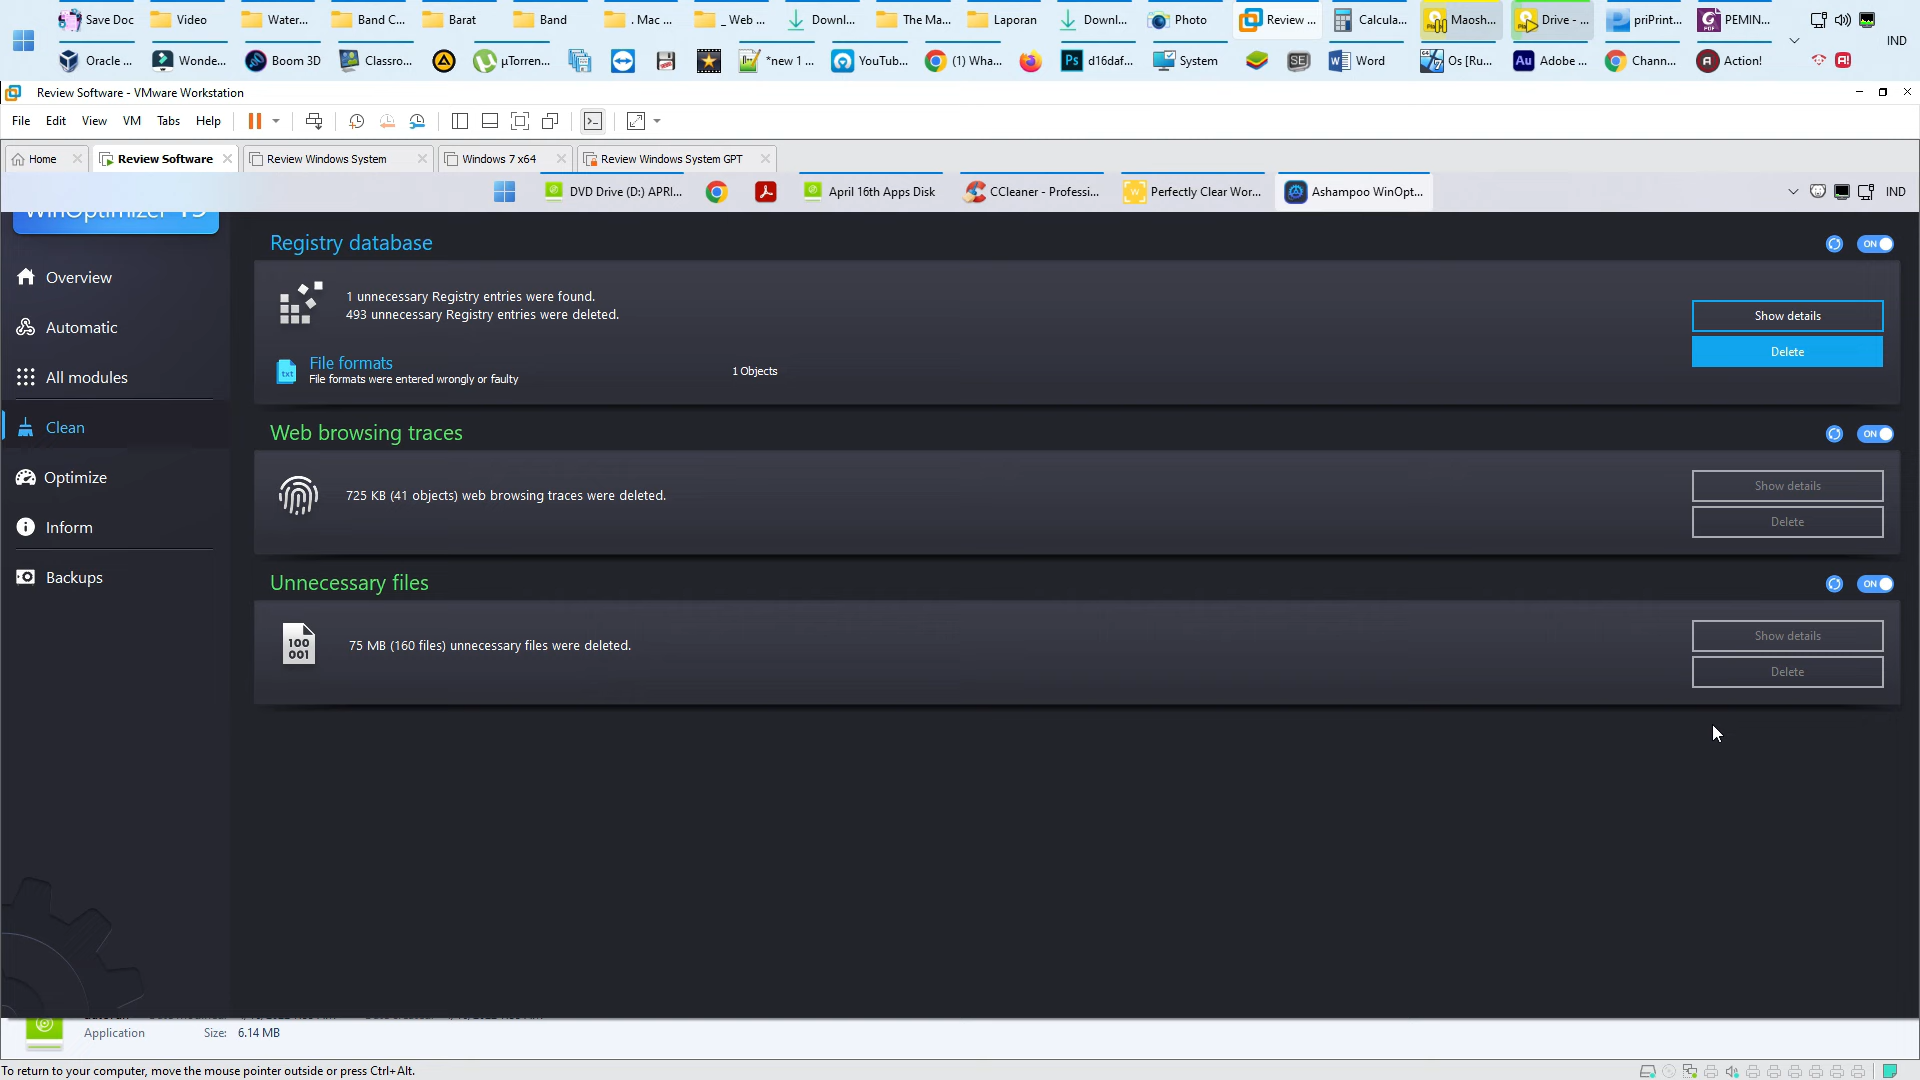 Save Doc
Video
Water...
Band C...
Barat
Band
. Mac ...
_ Web ...
Downl...
The Ma...
Laporan
Downl...
Photo
Review ...
Calcula...
Maosh...
Drive - ...
priPrint...
PEMIN...
IND
Oracle ...
Wonde...
Boom 3D
Classro...
µTorren...
*new 1 ...
YouTub...
(1) Wha...
Ps
d16daf...
System
SE
Word
Os [Ru...
Au
Adobe ...
Chann...
Action!
Review Software - VMware Workstation
File
Edit
View
VM
Tabs
Help
Home
Review Software
Review Windows System
Windows 7 x64
Review Windows System GPT
DVD Drive (D:) APRI...
April 16th Apps Disk
CCleaner - Professi...
Perfectly Clear Wor...
Ashampoo WinOpt...
IND
WinOptimizer 19
Overview
Automatic
All modules
Clean
Optimize
Inform
Backups
Registry database
ON
1 unnecessary Registry entries were found.
493 unnecessary Registry entries were deleted.
Show details
Delete
txt
File formats
File formats were entered wrongly or faulty
1 Objects
Web browsing traces
ON
725 KB (41 objects) web browsing traces were deleted.
Show details
Delete
Unnecessary files
ON
100
001
75 MB (160 files) unnecessary files were deleted.
Show details
Delete
Application
Size: 6.14 MB
To return to your computer, move the mouse pointer outside or press Ctrl+Alt.